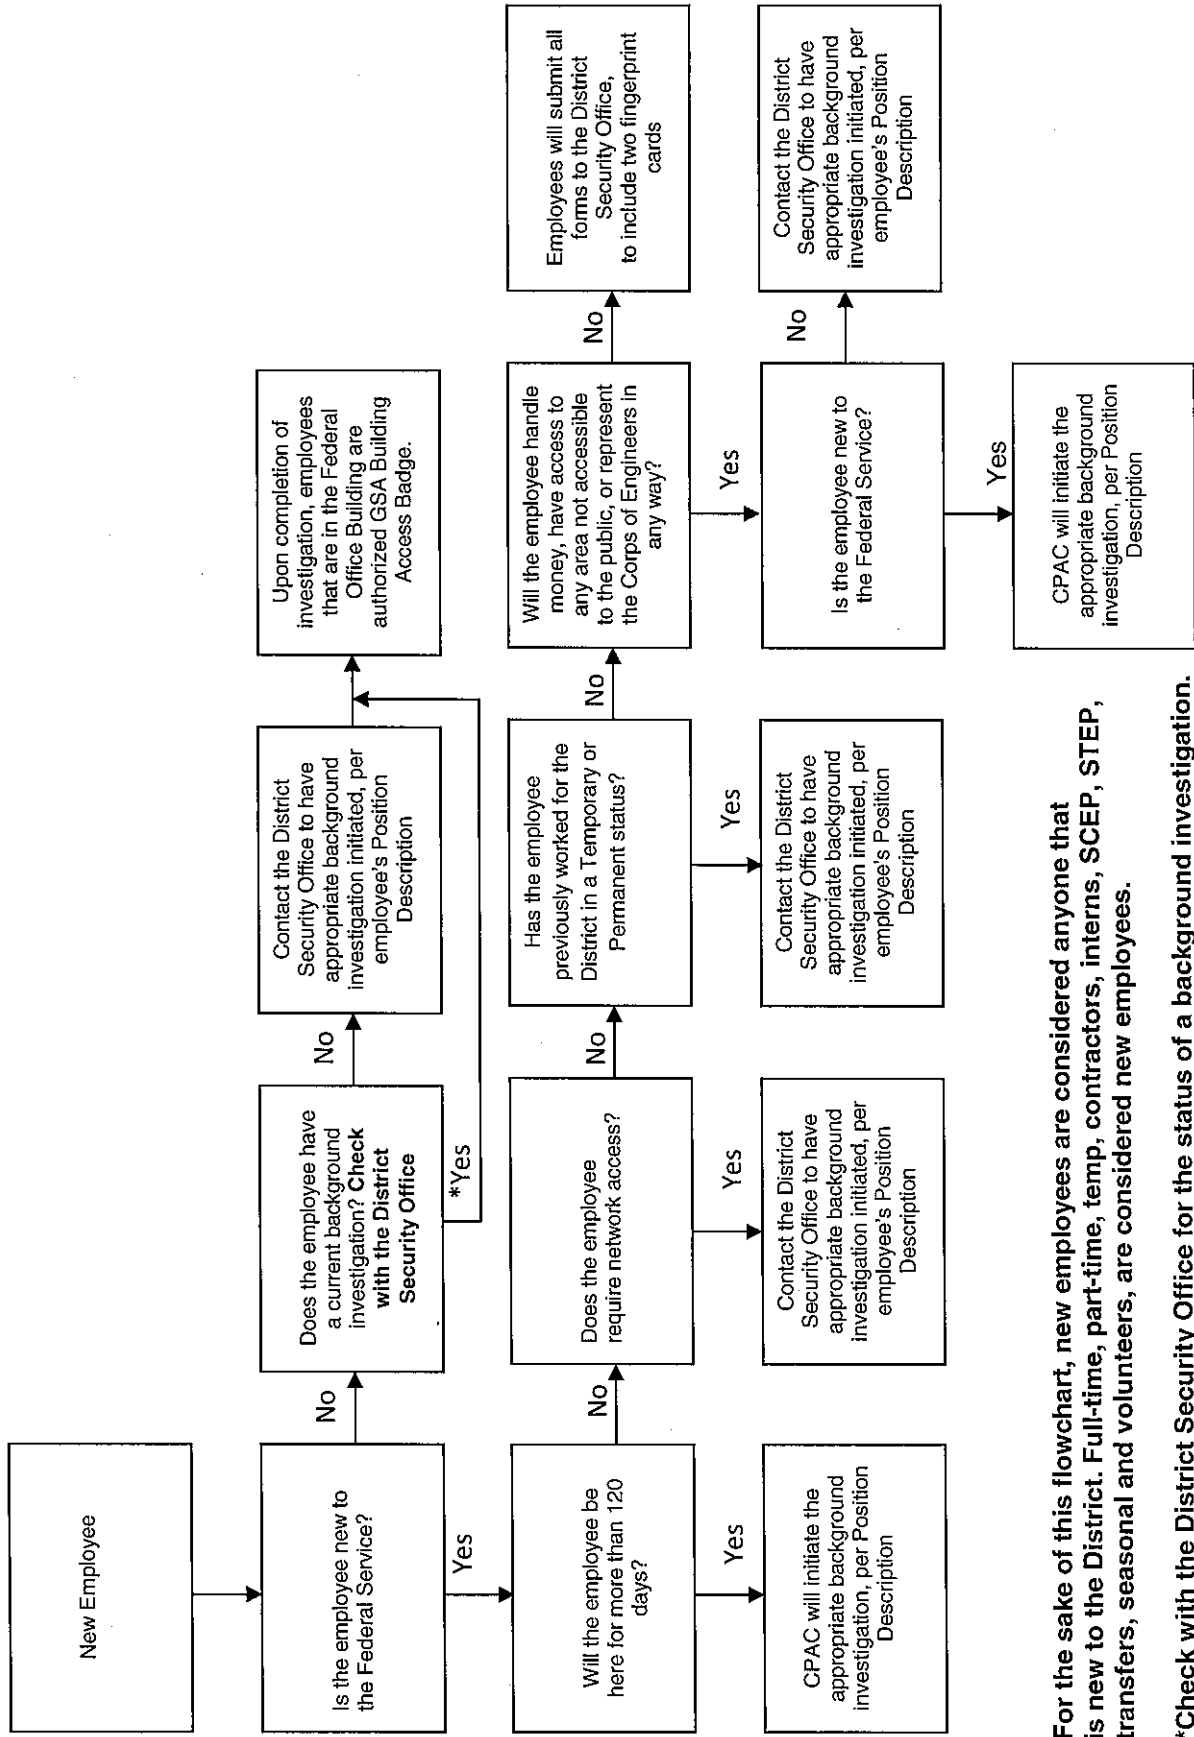 New Employee
Is the employee new to
the Federal Service?
No
Does the employee have
a current background
investigation? Check
with the District
Security Office
No
Contact the District
Security Office to have
appropriate background
investigation initiated, per
employee's Position
Description
Upon completion of
investigation, employees
that are in the Federal
Office Building are
authorized GSA Building
Access Badge.
*Yes
Yes
Will the employee be
here for more than 120
days?
No
Does the employee
require network access?
No
Has the employee
previously worked for the
District in a Temporary or
Permanent status?
No
Will the employee handle
money, have access to
any area not accessible
to the public, or represent
the Corps of Engineers in
any way?
No
Employees will submit all
forms to the District
Security Office,
to include two fingerprint
cards
Yes
Yes
Yes
Yes
CPAC will initiate the
appropriate background
investigation, per Position
Description
Contact the District
Security Office to have
appropriate background
investigation initiated, per
employee's Position
Description
Contact the District
Security Office to have
appropriate background
investigation initiated, per
employee's Position
Description
Is the employee new to
the Federal Service?
No
Contact the District
Security Office to have
appropriate background
investigation initiated, per
employee's Position
Description
Yes
CPAC will initiate the
appropriate background
investigation, per Position
Description
For the sake of this flowchart, new employees are considered anyone that
is new to the District. Full-time, part-time, temp, contractors, interns, SCEP, STEP,
transfers, seasonal and volunteers, are considered new employees.
*Check with the District Security Office for the status of a background investigation.